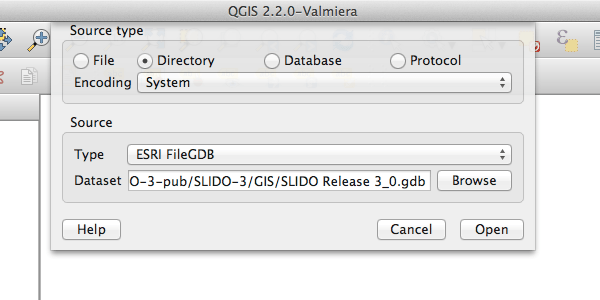 QGIS 2.2.0-Valmiera
Source type
File Directory Database Protocol
Encoding System
Source
Type ESRI FileGDB
Dataset O-3-pub/SLIDO-3/GIS/SLIDO Release 3_0.gdb Browse
Help Cancel Open